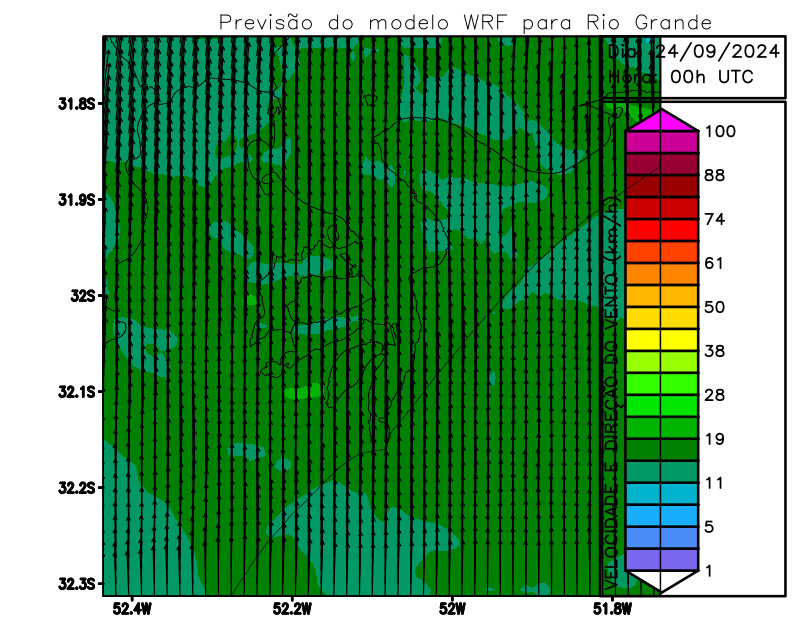 Previsão do modelo WRF para Rio Grande
Dia: 24/09/2024
Hora: 00h UTC
31.8S
31.9S
32S
32.1S
32.2S
32.3S
52.4W
52.2W
52W
51.8W
VELOCIDADE E DIREÇÃO DO VENTO (km/h)
100
88
74
61
50
38
28
19
11
5
1